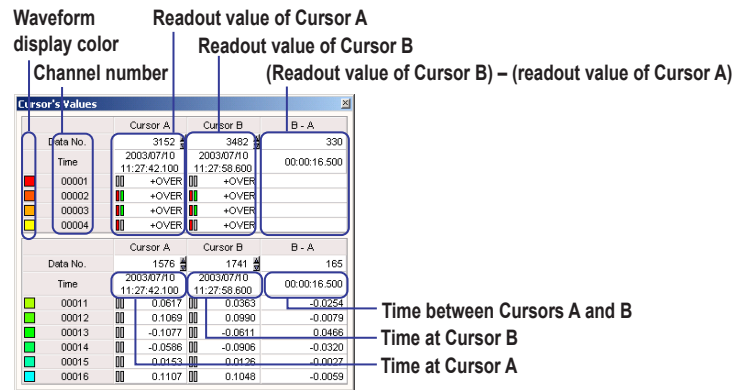 Waveform
display color
Readout value of Cursor A
Readout value of Cursor B
Channel number
(Readout value of Cursor B) – (readout value of Cursor A)
Cursor's Values
Cursor A Cursor B B - A
Data No. 3152 3482 330
Time 2003/07/10 11:27:42.100 2003/07/10 11:27:58.600 00:00:16.500
00001 +OVER +OVER
00002 +OVER +OVER
00003 +OVER +OVER
00004 +OVER +OVER
Cursor A Cursor B B - A
Data No. 1576 1741 165
Time 2003/07/10 11:27:42.100 2003/07/10 11:27:58.600 00:00:16.500
00011 0.0617 0.0363 -0.0254
00012 0.1069 0.0990 -0.0079
00013 -0.1077 -0.0611 0.0466
00014 -0.0586 -0.0906 -0.0320
00015 0.0153 0.0126 -0.0027
00016 0.1107 0.1048 -0.0059
Time between Cursors A and B
Time at Cursor B
Time at Cursor A